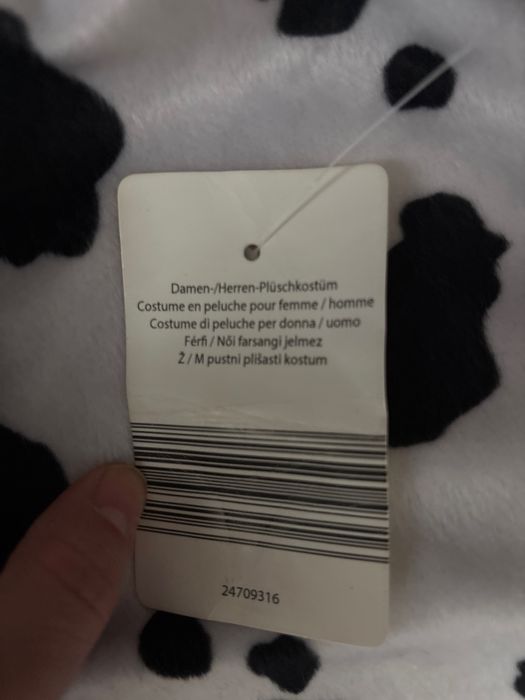 Damen-/Herren-Plüschkostüm
Costume en peluche pour femme / homme
Costume di peluche per donna / uomo
Férfi / Női farsangi jelmez
Ž / M pustni plišasti kostum
24709316